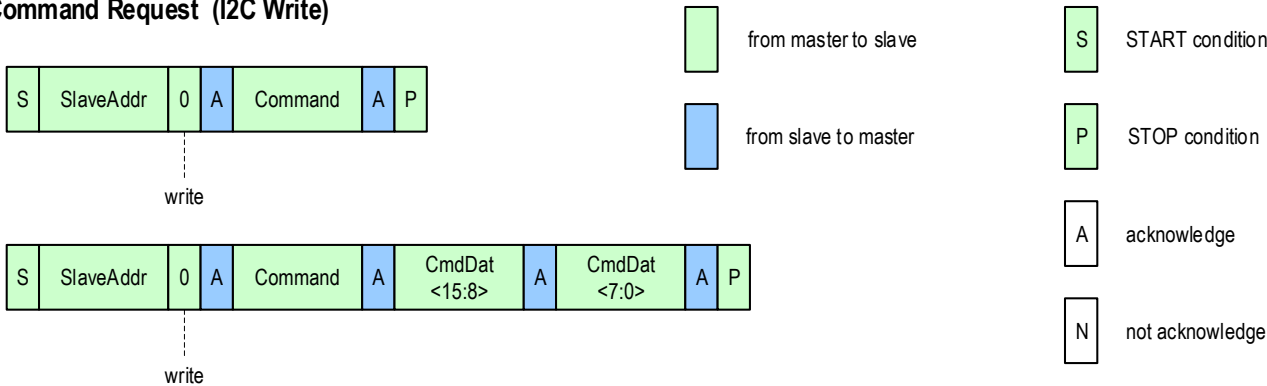 Command Request (I2C Write)
S SlaveAddr 0 A Command A P
write
S SlaveAddr 0 A Command A CmdDat <15:8> A CmdDat <7:0> A P
write
from master to slave
from slave to master
S START condition
P STOP condition
A acknowledge
N not acknowledge